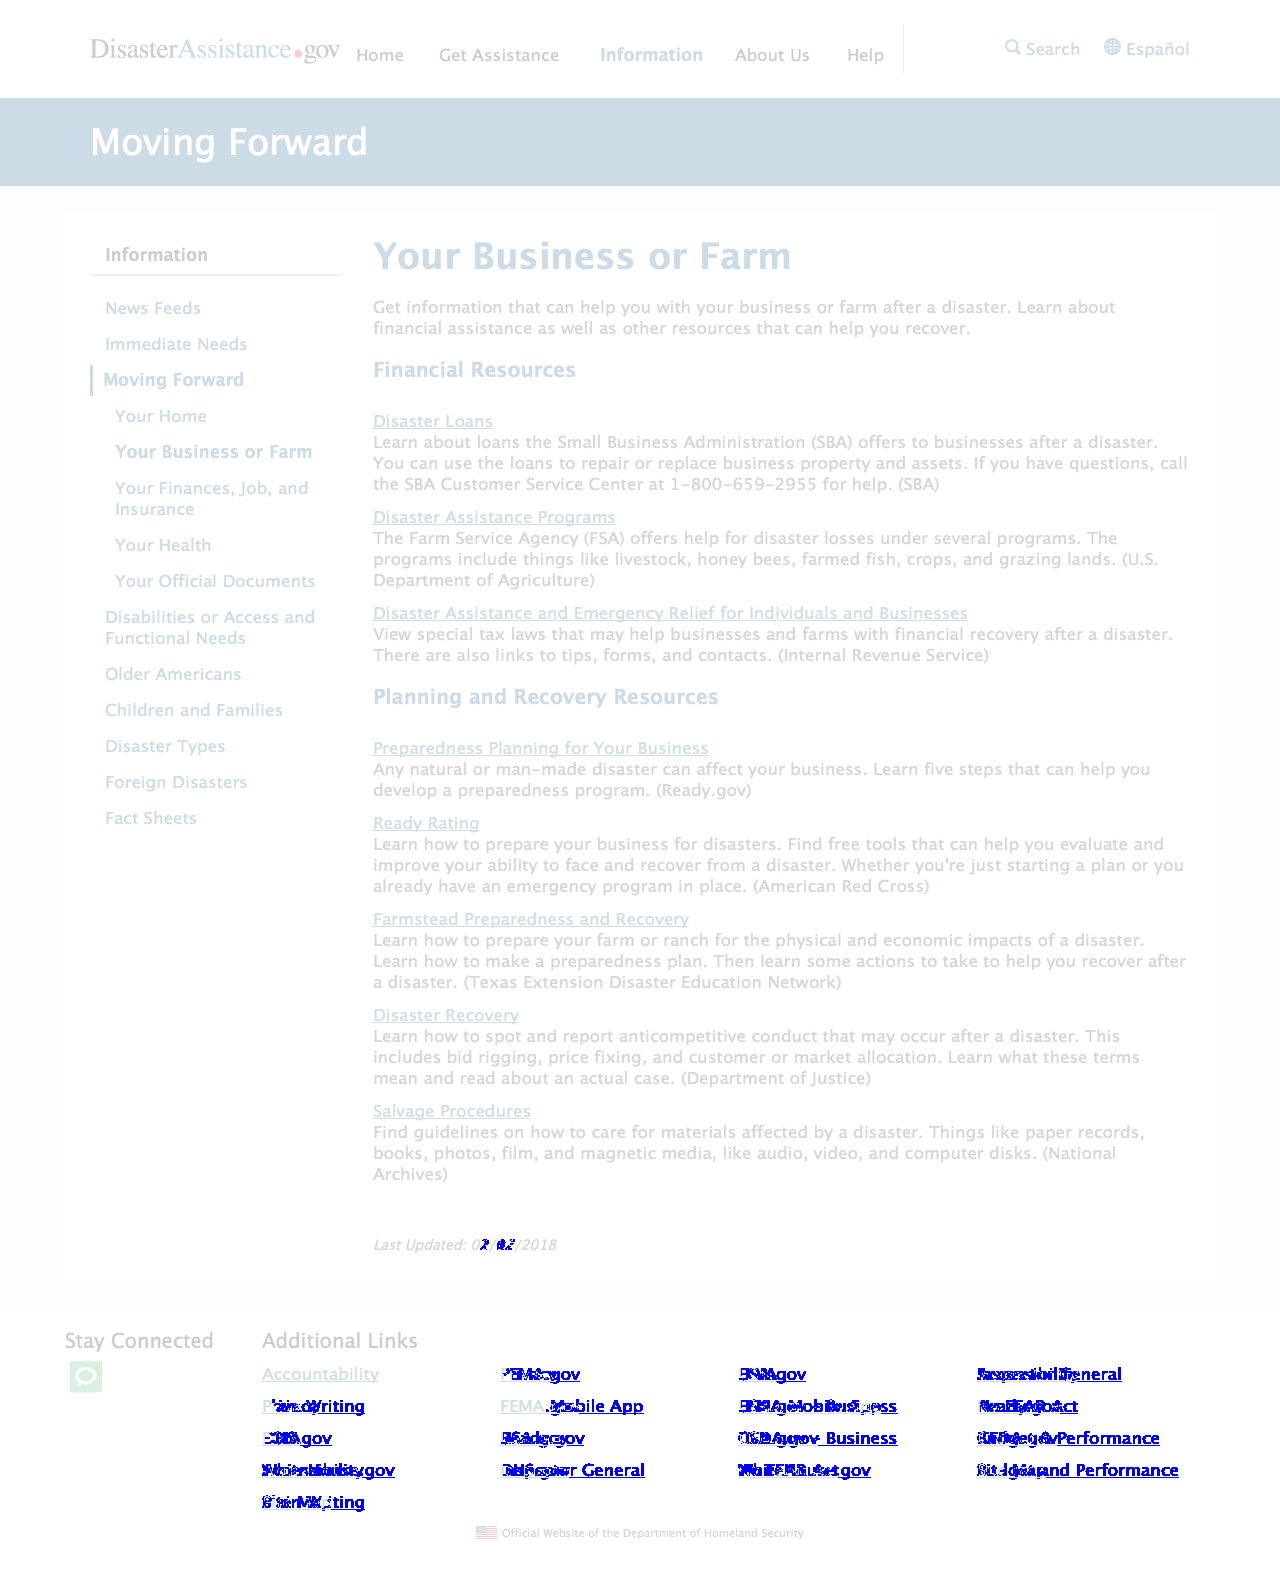 DisasterAssistance.gov Home Get Assistance Information About Us Help Search Español
Moving Forward
Information
News Feeds
Immediate Needs
Moving Forward
Your Home
Your Business or Farm
Your Finances, Job, and
Insurance
Your Health
Your Official Documents
Disabilities or Access and
Functional Needs
Older Americans
Children and Families
Disaster Types
Foreign Disasters
Fact Sheets
Your Business or Farm
Get information that can help you with your business or farm after a disaster. Learn about
financial assistance as well as other resources that can help you recover.
Financial Resources
Disaster Loans
Learn about loans the Small Business Administration (SBA) offers to businesses after a disaster.
You can use the loans to repair or replace business property and assets. If you have questions, call
the SBA Customer Service Center at 1-800-659-2955 for help. (SBA)
Disaster Assistance Programs
The Farm Service Agency (FSA) offers help for disaster losses under several programs. The
programs include things like livestock, honey bees, farmed fish, crops, and grazing lands. (U.S.
Department of Agriculture)
Disaster Assistance and Emergency Relief for Individuals and Businesses
View special tax laws that may help businesses and farms with financial recovery after a disaster.
There are also links to tips, forms, and contacts. (Internal Revenue Service)
Planning and Recovery Resources
Preparedness Planning for Your Business
Any natural or man-made disaster can affect your business. Learn five steps that can help you
develop a preparedness program. (Ready.gov)
Ready Rating
Learn how to prepare your business for disasters. Find free tools that can help you evaluate and
improve your ability to face and recover from a disaster. Whether you're just starting a plan or you
already have an emergency program in place. (American Red Cross)
Farmstead Preparedness and Recovery
Learn how to prepare your farm or ranch for the physical and economic impacts of a disaster.
Learn how to make a preparedness plan. Then learn some actions to take to help you recover after
a disaster. (Texas Extension Disaster Education Network)
Disaster Recovery
Learn how to spot and report anticompetitive conduct that may occur after a disaster. This
includes bid rigging, price fixing, and customer or market allocation. Learn what these terms
mean and read about an actual case. (Department of Justice)
Salvage Procedures
Find guidelines on how to care for materials affected by a disaster. Things like paper records,
books, photos, film, and magnetic media, like audio, video, and computer disks. (National
Archives)
Last Updated: /2018
Stay Connected
Additional Links
Accountability
Writing FEMA Mobile App
Business Performance
General and Performance
Official Website of the Department of Homeland Security